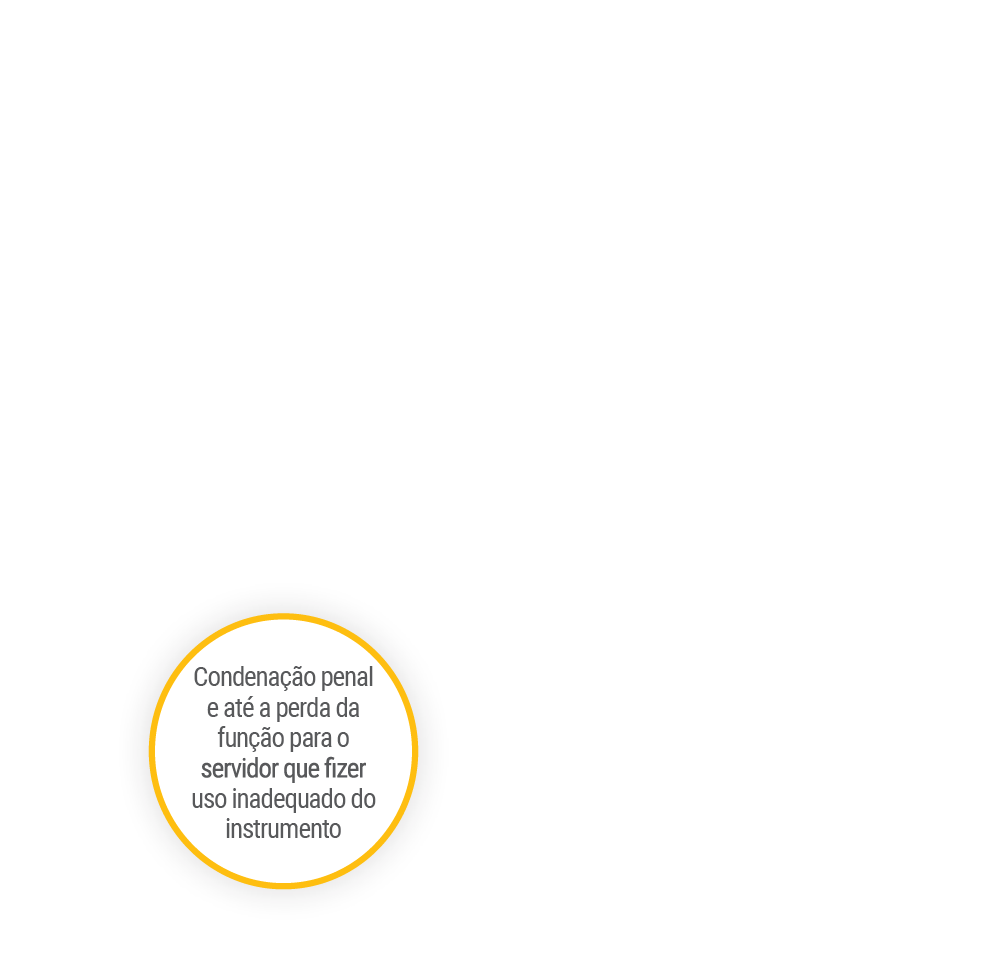 Condenação penal
e até a perda da
função para o
servidor que fizer
uso inadequado do
instrumento